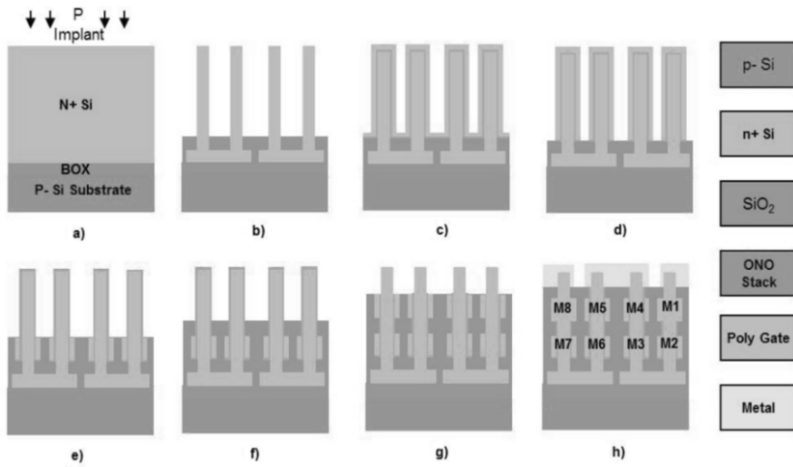 P
Implant
N+ Si
BOX
P- Si Substrate
a)
b)
c)
d)
p- Si
n+ Si
SiO2
ONO
Stack
Poly Gate
Metal
e)
f)
g)
M8 M5 M4 M1
M7 M6 M3 M2
h)